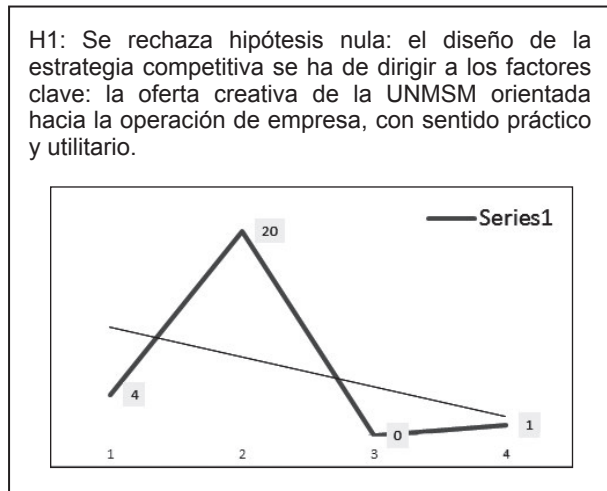 H1: Se rechaza hipótesis nula: el diseño de la
estrategia competitiva se ha de dirigir a los factores
clave: la oferta creativa de la UNMSM orientada
hacia la operación de empresa, con sentido práctico
y utilitario.
Series1
20
4
0
1
1
2
3
4